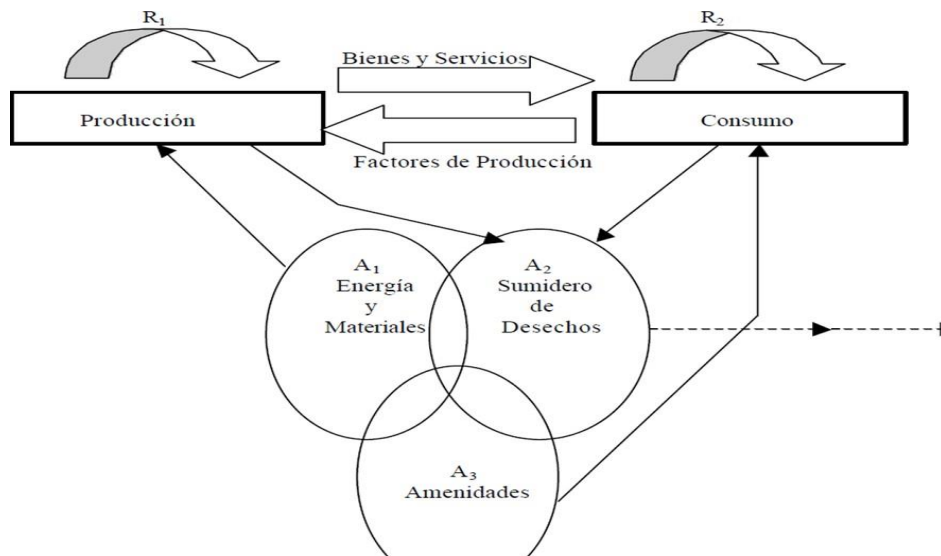 R₁
R₂
Bienes y Servicios
Producción
Consumo
Factores de Producción
A₁
Energía
y
Materiales
A₂
Sumidero
de
Desechos
A₃
Amenidades